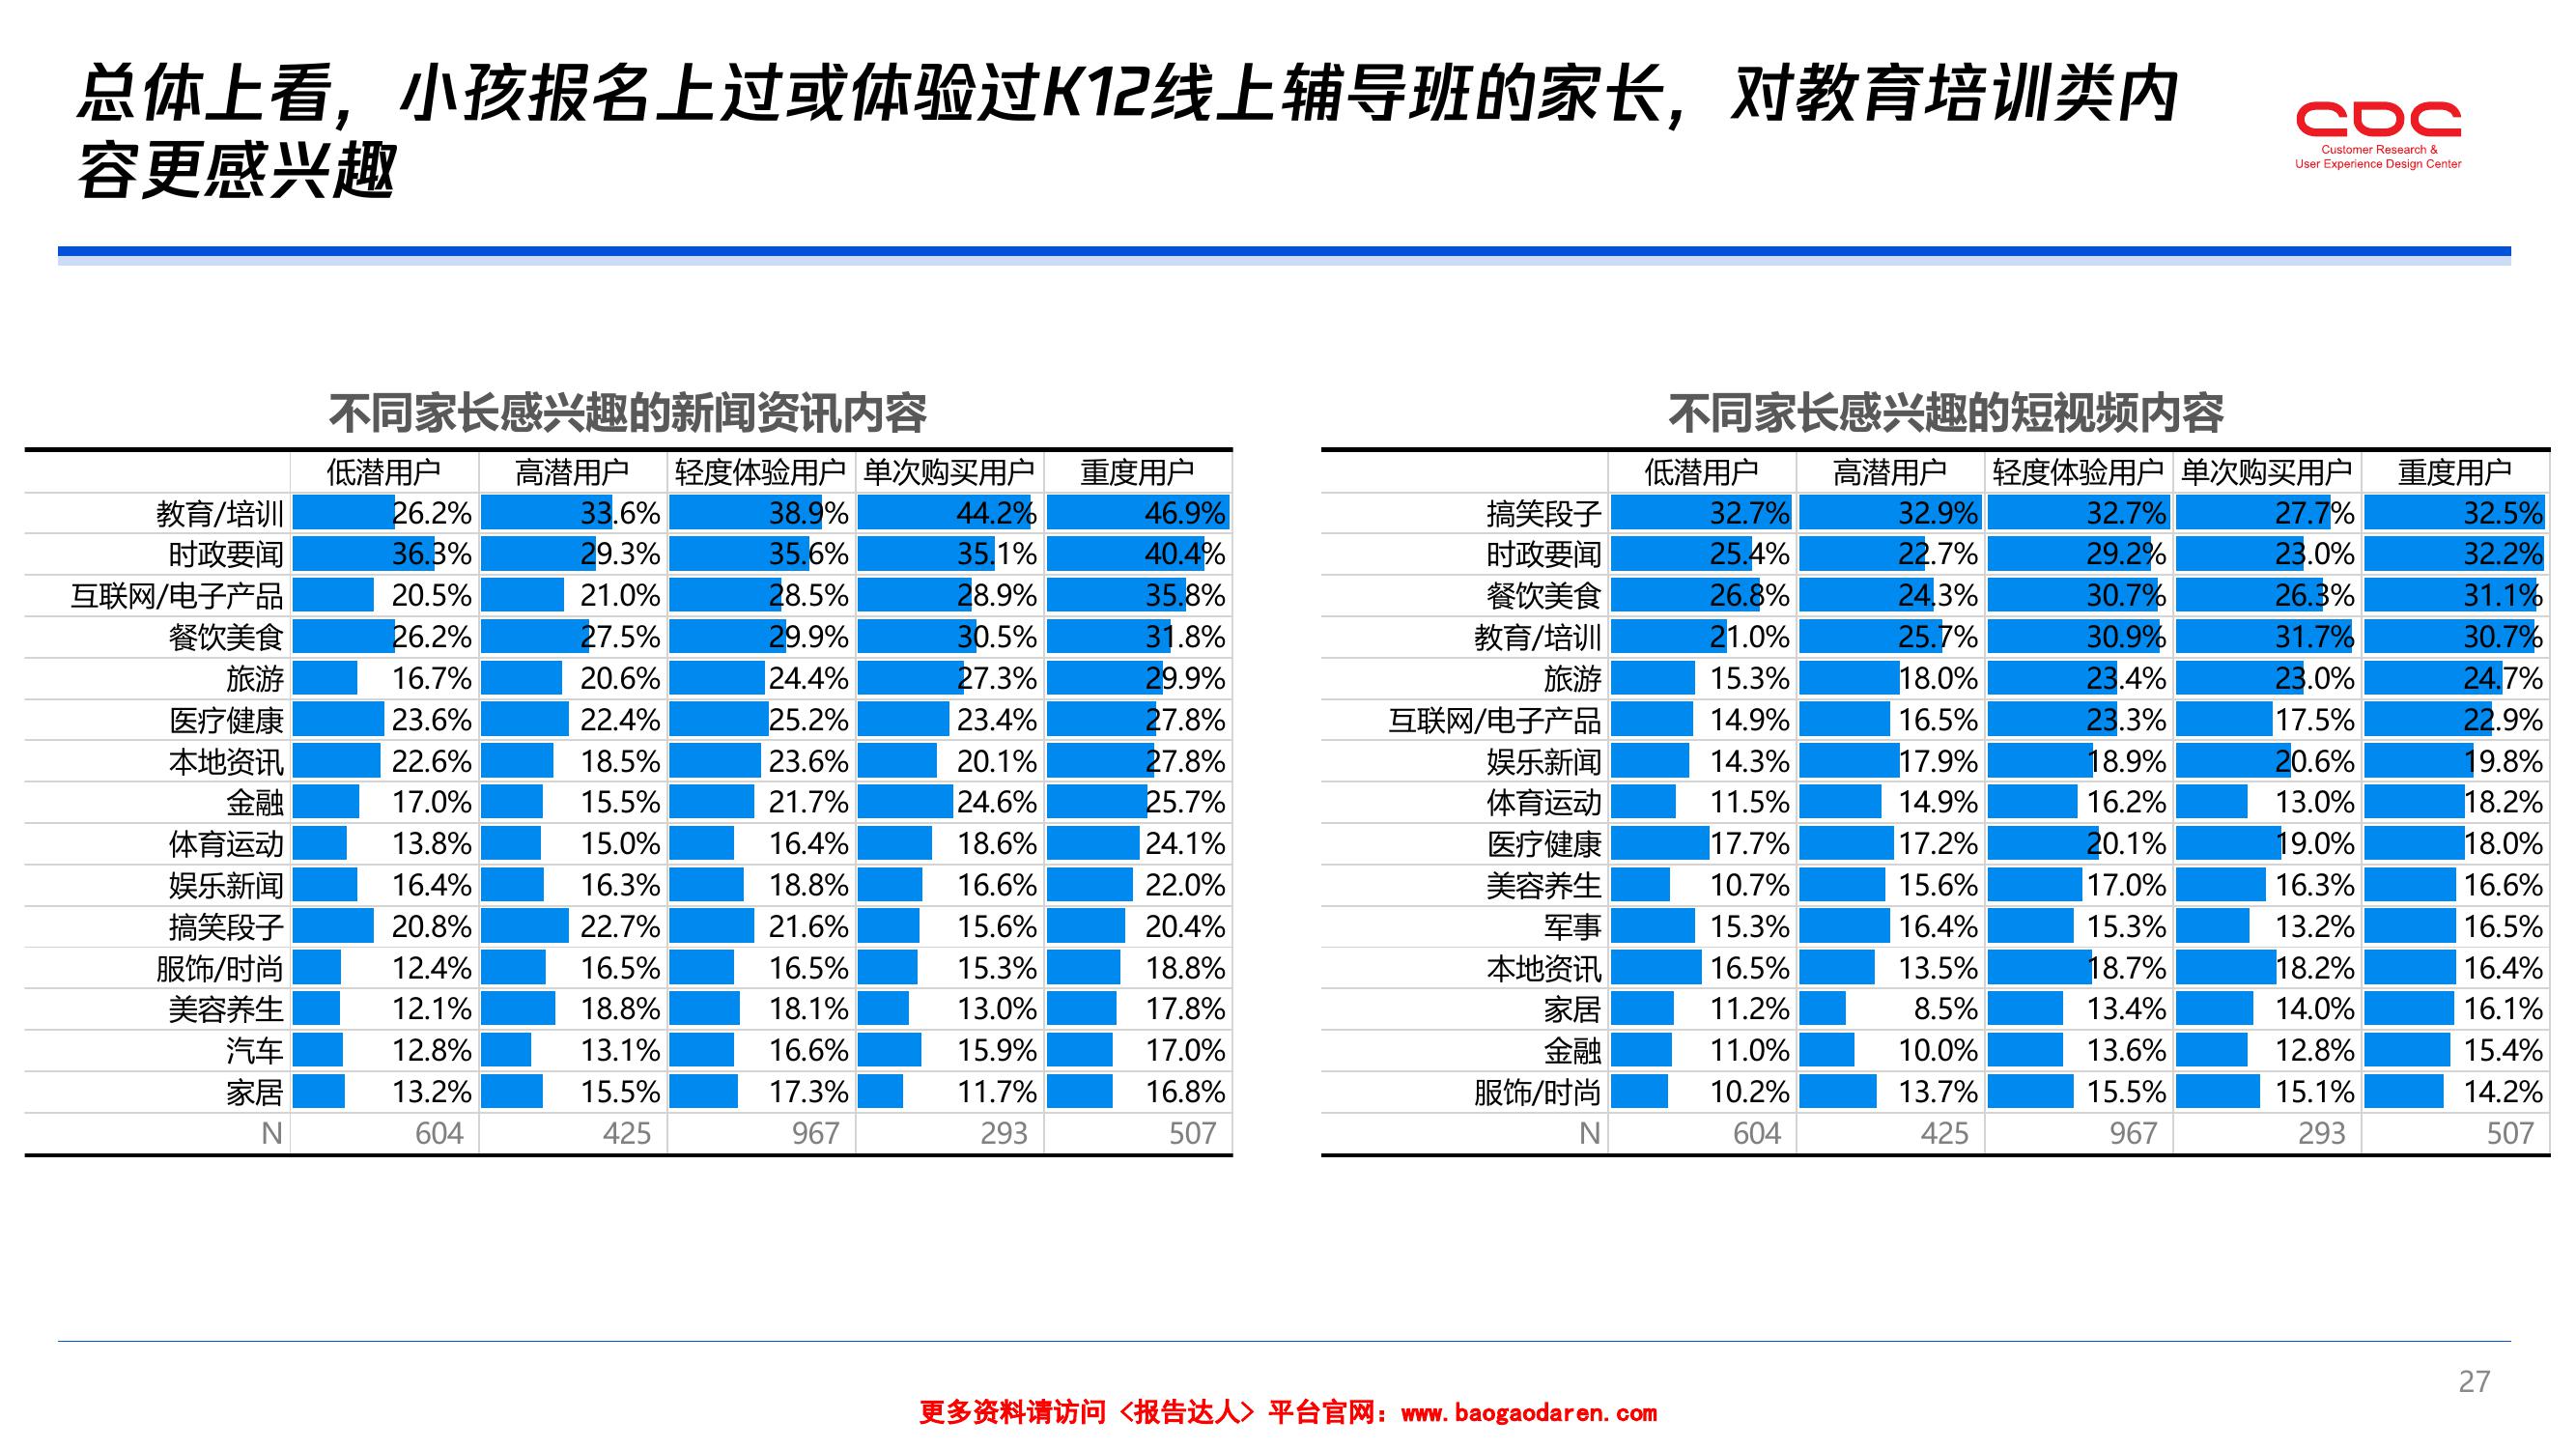 总体上看，小孩报名上过或体验过K12线上辅导班的家长，对教育培训类内
容更感兴趣
CDC
Customer Research &
User Experience Design Center
不同家长感兴趣的新闻资讯内容
低潜用户 高潜用户 轻度体验用户 单次购买用户 重度用户
教育/培训 26.2% 33.6% 38.9% 44.2% 46.9%
时政要闻 36.3% 29.3% 35.6% 35.1% 40.4%
互联网/电子产品 20.5% 21.0% 28.5% 28.9% 35.8%
餐饮美食 26.2% 27.5% 29.9% 30.5% 31.8%
旅游 16.7% 20.6% 24.4% 27.3% 29.9%
医疗健康 23.6% 22.4% 25.2% 23.4% 27.8%
本地资讯 22.6% 18.5% 23.6% 20.1% 27.8%
金融 17.0% 15.5% 21.7% 24.6% 25.7%
体育运动 13.8% 15.0% 16.4% 18.6% 24.1%
娱乐新闻 16.4% 16.3% 18.8% 16.6% 22.0%
搞笑段子 20.8% 22.7% 21.6% 15.6% 20.4%
服饰/时尚 12.4% 16.5% 16.5% 15.3% 18.8%
美容养生 12.1% 18.8% 18.1% 13.0% 17.8%
汽车 12.8% 13.1% 16.6% 15.9% 17.0%
家居 13.2% 15.5% 17.3% 11.7% 16.8%
N 604 425 967 293 507
不同家长感兴趣的短视频内容
低潜用户 高潜用户 轻度体验用户 单次购买用户 重度用户
搞笑段子 32.7% 32.9% 32.7% 27.7% 32.5%
时政要闻 25.4% 22.7% 29.2% 23.0% 32.2%
餐饮美食 26.8% 24.3% 30.7% 26.3% 31.1%
教育/培训 21.0% 25.7% 30.9% 31.7% 30.7%
旅游 15.3% 18.0% 23.4% 23.0% 24.7%
互联网/电子产品 14.9% 16.5% 23.3% 17.5% 22.9%
娱乐新闻 14.3% 17.9% 18.9% 20.6% 19.8%
体育运动 11.5% 14.9% 16.2% 13.0% 18.2%
医疗健康 17.7% 17.2% 20.1% 19.0% 18.0%
美容养生 10.7% 15.6% 17.0% 16.3% 16.6%
军事 15.3% 16.4% 15.3% 13.2% 16.5%
本地资讯 16.5% 13.5% 18.7% 18.2% 16.4%
家居 11.2% 8.5% 13.4% 14.0% 16.1%
金融 11.0% 10.0% 13.6% 12.8% 15.4%
服饰/时尚 10.2% 13.7% 15.5% 15.1% 14.2%
N 604 425 967 293 507
27
更多资料请访问〈报告达人〉平台官网：www.baogaodaren.com